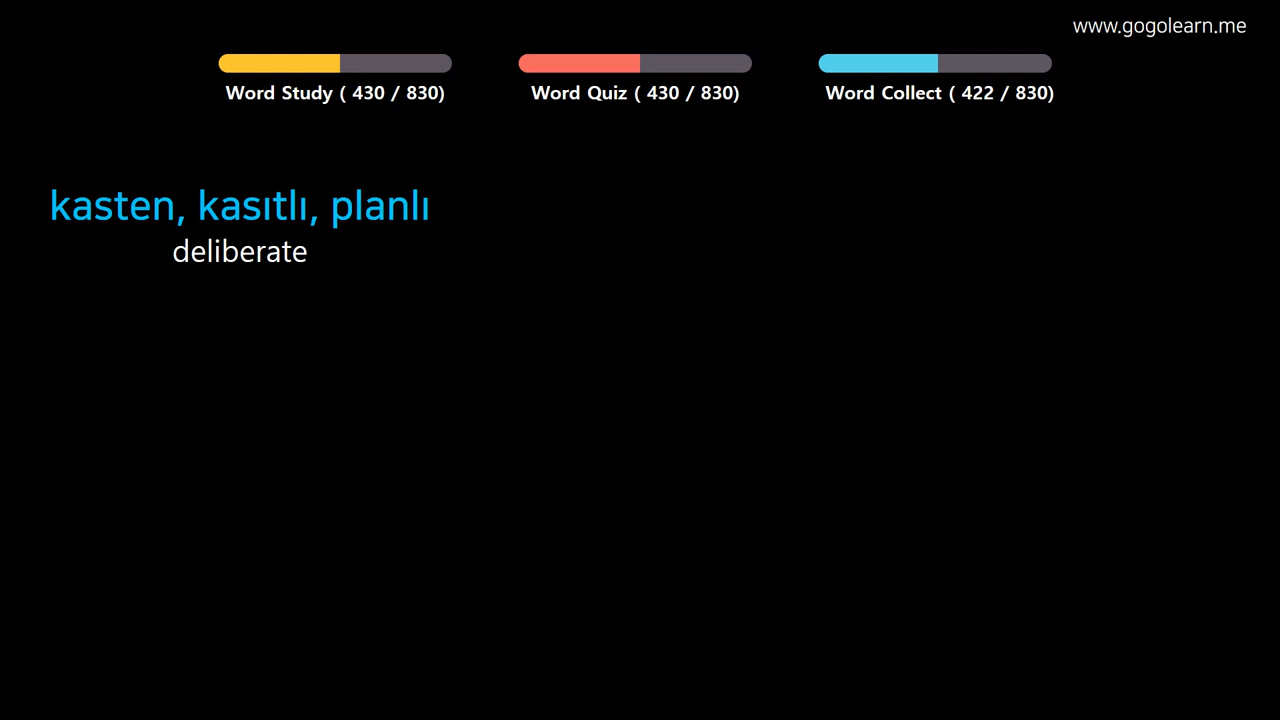 www.gogolearn.me
Word Study ( 430 / 830)
Word Quiz ( 430 / 830)
Word Collect ( 422 / 830)
kasten, kasıtlı, planlı
deliberate